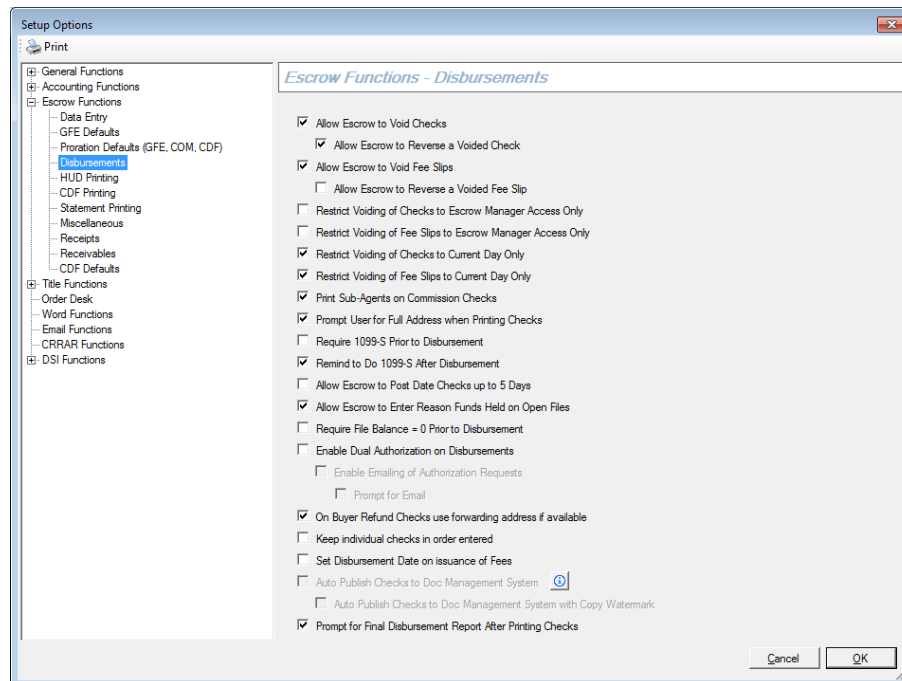 Setup Options
Print
General Functions
Accounting Functions
Escrow Functions
Data Entry
GFE Defaults
Proration Defaults (GFE, COM, CDF)
Disbursements
HUD Printing
CDF Printing
Statement Printing
Miscellaneous
Receipts
Receivables
CDF Defaults
Title Functions
Order Desk
Word Functions
Email Functions
CRRAR Functions
DSI Functions
Escrow Functions - Disbursements
Allow Escrow to Void Checks
Allow Escrow to Reverse a Voided Check
Allow Escrow to Void Fee Slips
Allow Escrow to Reverse a Voided Fee Slip
Restrict Voiding of Checks to Escrow Manager Access Only
Restrict Voiding of Fee Slips to Escrow Manager Access Only
Restrict Voiding of Checks to Current Day Only
Restrict Voiding of Fee Slips to Current Day Only
Print Sub-Agents on Commission Checks
Prompt User for Full Address when Printing Checks
Require 1099-S Prior to Disbursement
Remind to Do 1099-S After Disbursement
Allow Escrow to Post Date Checks up to 5 Days
Allow Escrow to Enter Reason Funds Held on Open Files
Require File Balance = 0 Prior to Disbursement
Enable Dual Authorization on Disbursements
Enable Emailing of Authorization Requests
Prompt for Email
On Buyer Refund Checks use forwarding address if available
Keep individual checks in order entered
Set Disbursement Date on issuance of Fees
Auto Publish Checks to Doc Management System
Auto Publish Checks to Doc Management System with Copy Watermark
Prompt for Final Disbursement Report After Printing Checks
Cancel OK